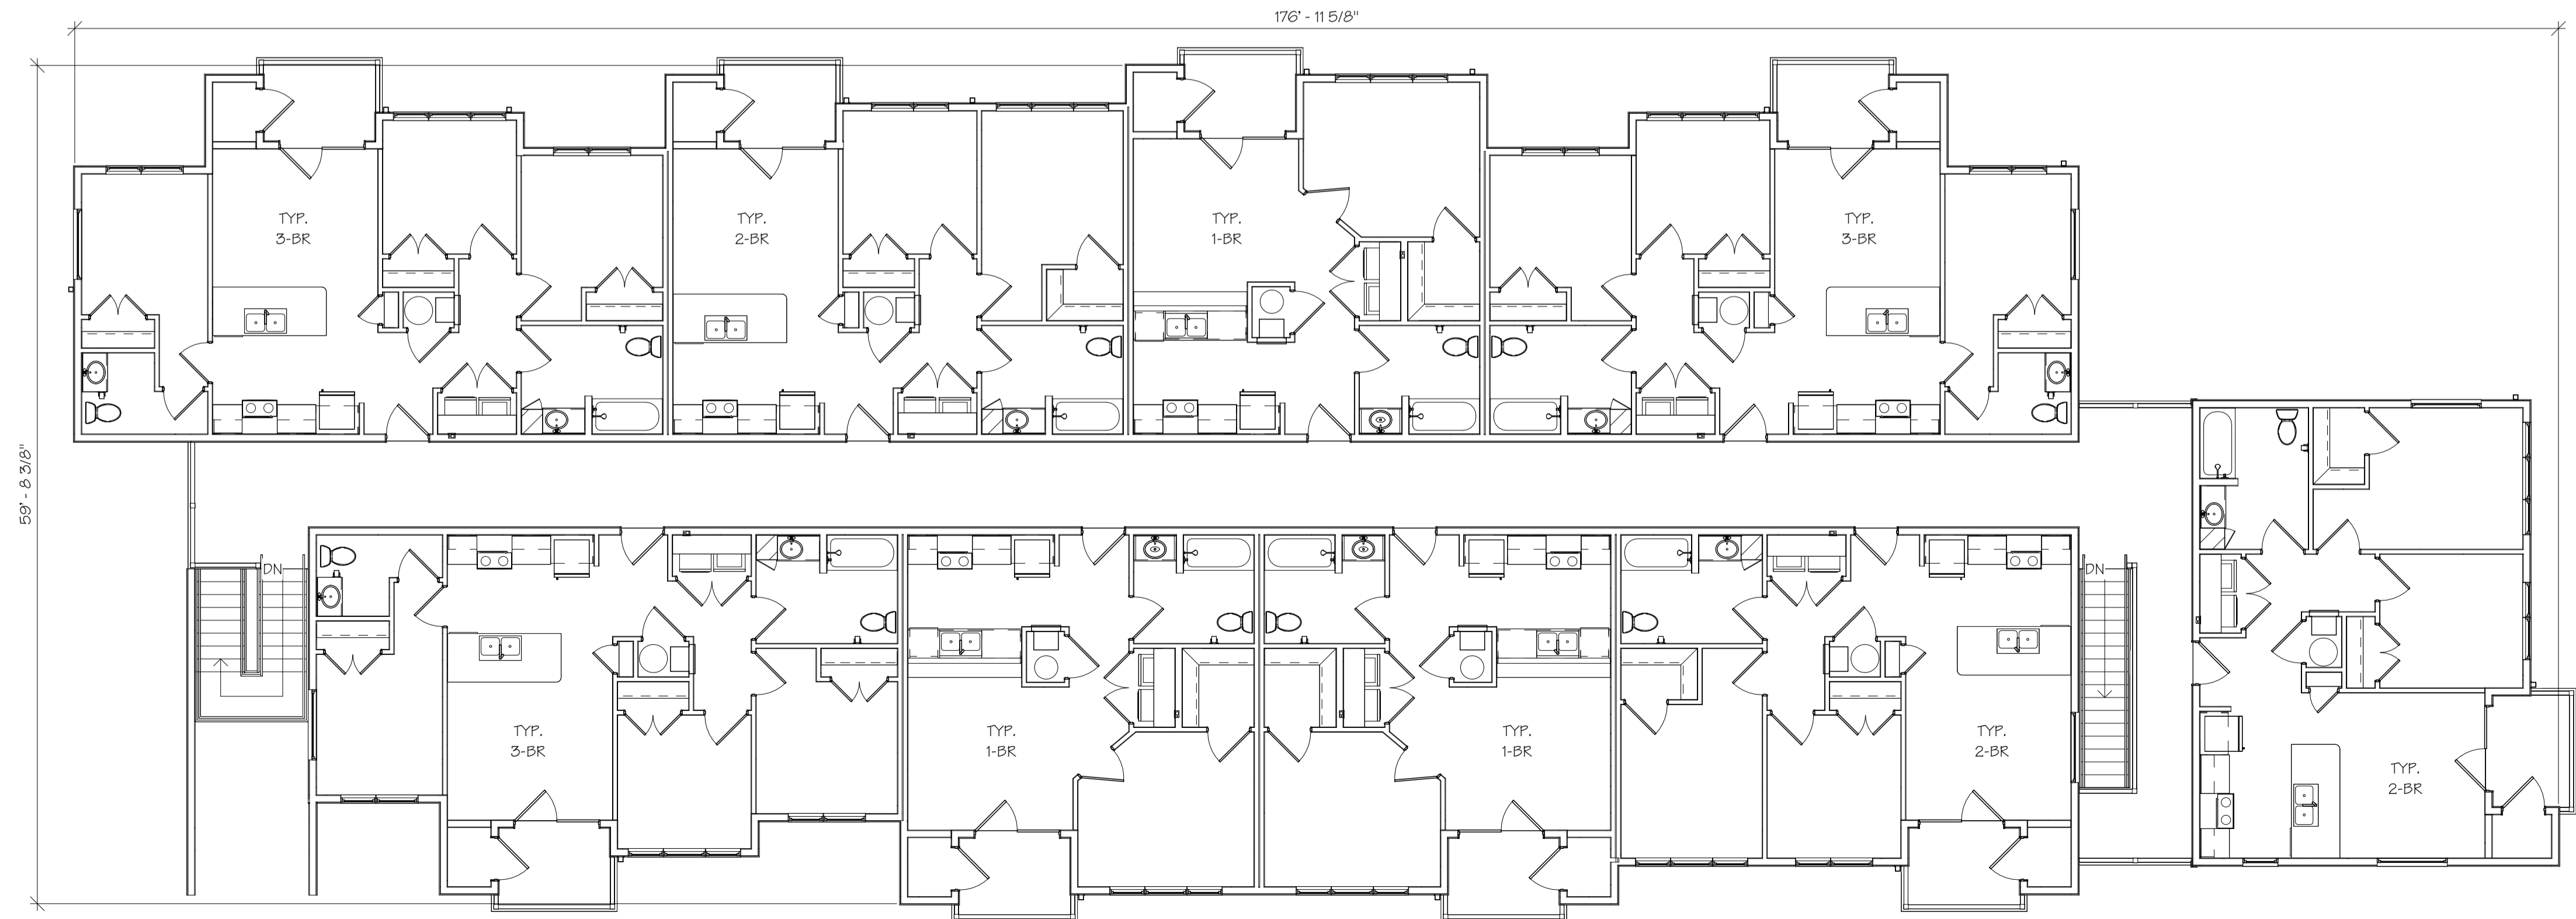 176' - 11 5/8"
59' - 8 3/8"
TYP.
3-BR
TYP.
2-BR
TYP.
1-BR
TYP.
3-BR
DN
DN
TYP.
3-BR
TYP.
1-BR
TYP.
1-BR
TYP.
2-BR
TYP.
2-BR